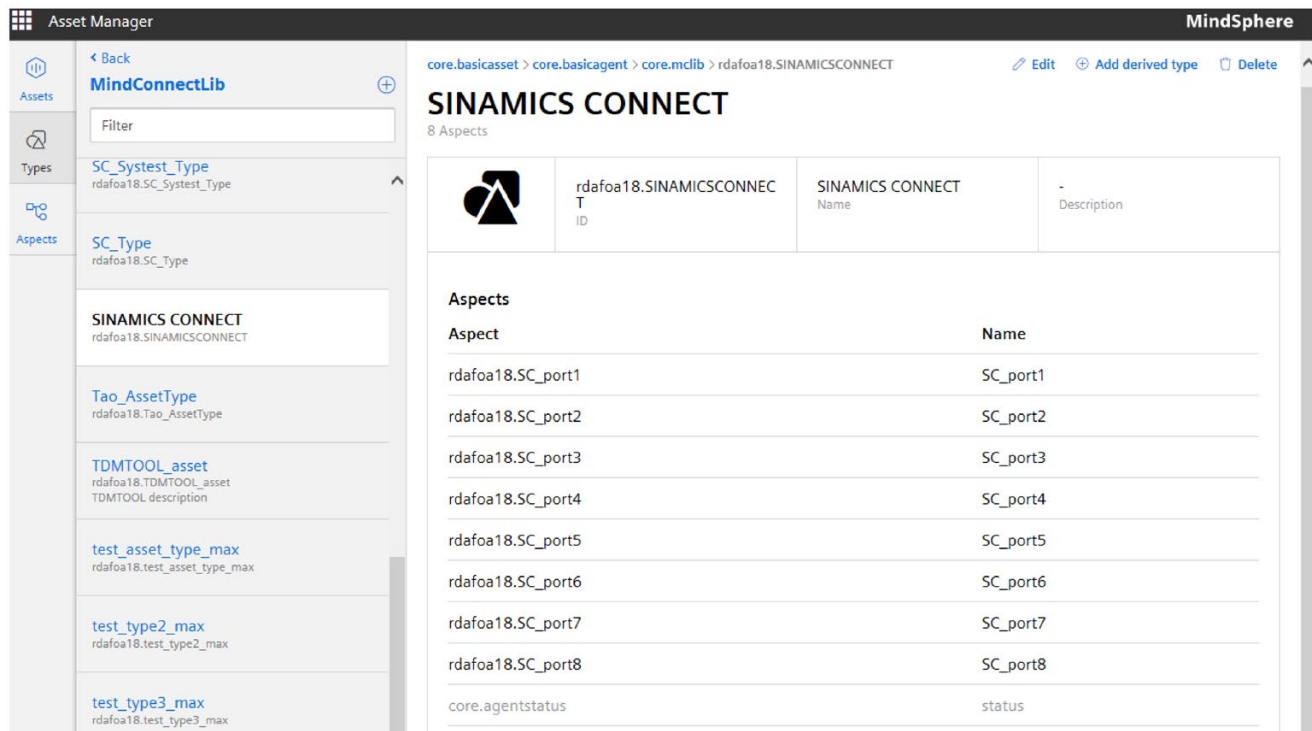 Asset Manager
MindSphere
Assets
Types
Aspects
Back
MindConnectLib
Filter
SC_Systest_Type
rdafoa18.SC_Systest_Type
SC_Type
rdafoa18.SC_Type
SINAMICS CONNECT
rdafoa18.SINAMICSCONNECT
Tao_AssetType
rdafoa18.Tao_AssetType
TDMTOOL_asset
rdafoa18.TDMTOOL_asset
TDMTOOL description
test_asset_type_max
rdafoa18.test_asset_type_max
test_type2_max
rdafoa18.test_type2_max
test_type3_max
rdafoa18.test_type3_max
core.basicasset > core.basicagent > core.mclib > rdafoa18.SINAMICSCONNECT
Edit
Add derived type
Delete
SINAMICS CONNECT
8 Aspects
rdafoa18.SINAMICSCONNEC
T
ID
SINAMICS CONNECT
Name
-
Description
Aspects
Aspect Name
rdafoa18.SC_port1 SC_port1
rdafoa18.SC_port2 SC_port2
rdafoa18.SC_port3 SC_port3
rdafoa18.SC_port4 SC_port4
rdafoa18.SC_port5 SC_port5
rdafoa18.SC_port6 SC_port6
rdafoa18.SC_port7 SC_port7
rdafoa18.SC_port8 SC_port8
core.agentstatus status